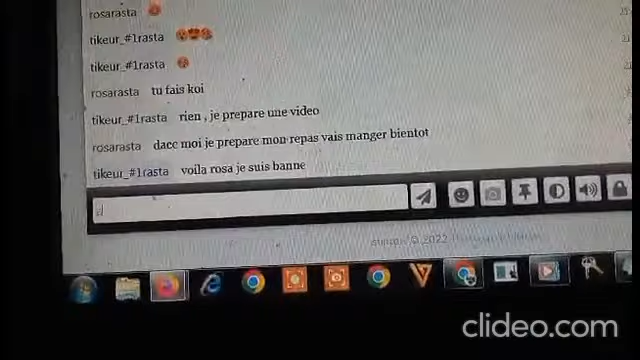 rosarasta
tikeur_#1rasta
tikeur_#1rasta
rosarasta tu fais koi
tikeur_#1rasta rien , je prepare une video
rosarasta dacc moi je prepare mon repas vais manger bientot
tikeur_#1rasta voila rosa je suis banne
© 2022
clideo.com